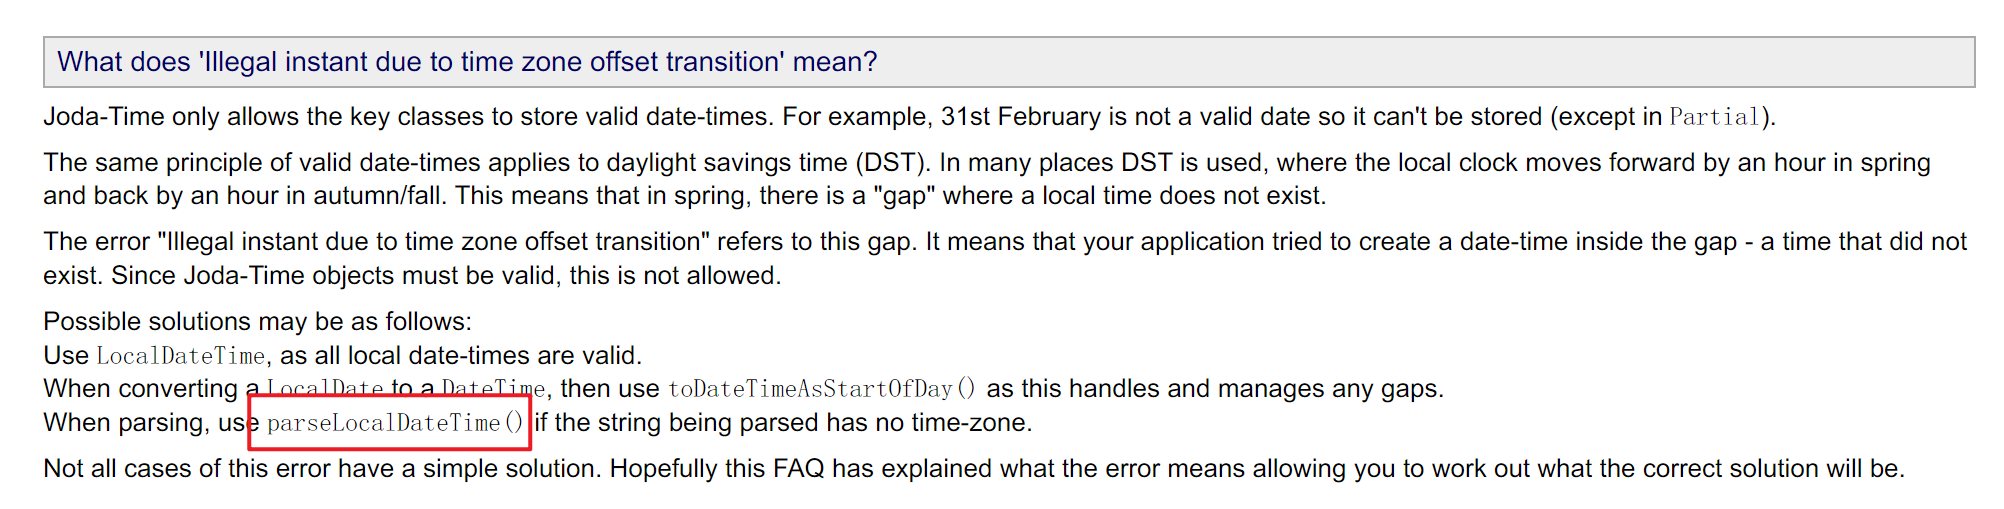 What does 'Illegal instant due to time zone offset transition' mean?
Joda-Time only allows the key classes to store valid date-times. For example, 31st February is not a valid date so it can't be stored (except in Partial).
The same principle of valid date-times applies to daylight savings time (DST). In many places DST is used, where the local clock moves forward by an hour in spring
and back by an hour in autumn/fall. This means that in spring, there is a "gap" where a local time does not exist.
The error "Illegal instant due to time zone offset transition" refers to this gap. It means that your application tried to create a date-time inside the gap - a time that did not
exist. Since Joda-Time objects must be valid, this is not allowed.
Possible solutions may be as follows:
Use LocalDateTime, as all local date-times are valid.
When converting a LocalDate to a DateTime, then use toDateTimeAsStartOfDay() as this handles and manages any gaps.
When parsing, use parseLocalDateTime() if the string being parsed has no time-zone.
Not all cases of this error have a simple solution. Hopefully this FAQ has explained what the error means allowing you to work out what the correct solution will be.